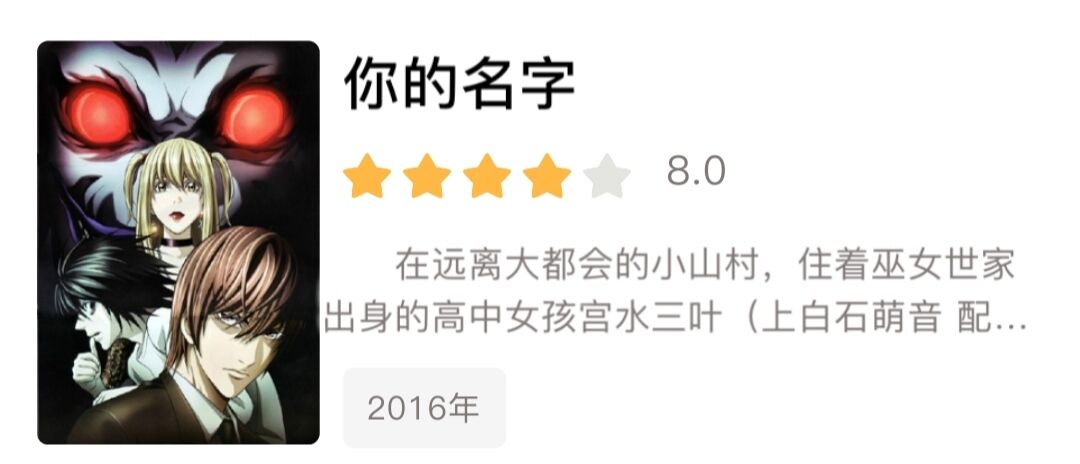 你的名字
8.0
在远离大都会的小山村，住着巫女世家
出身的高中女孩宫水三叶（上白石萌音 配...
2016年